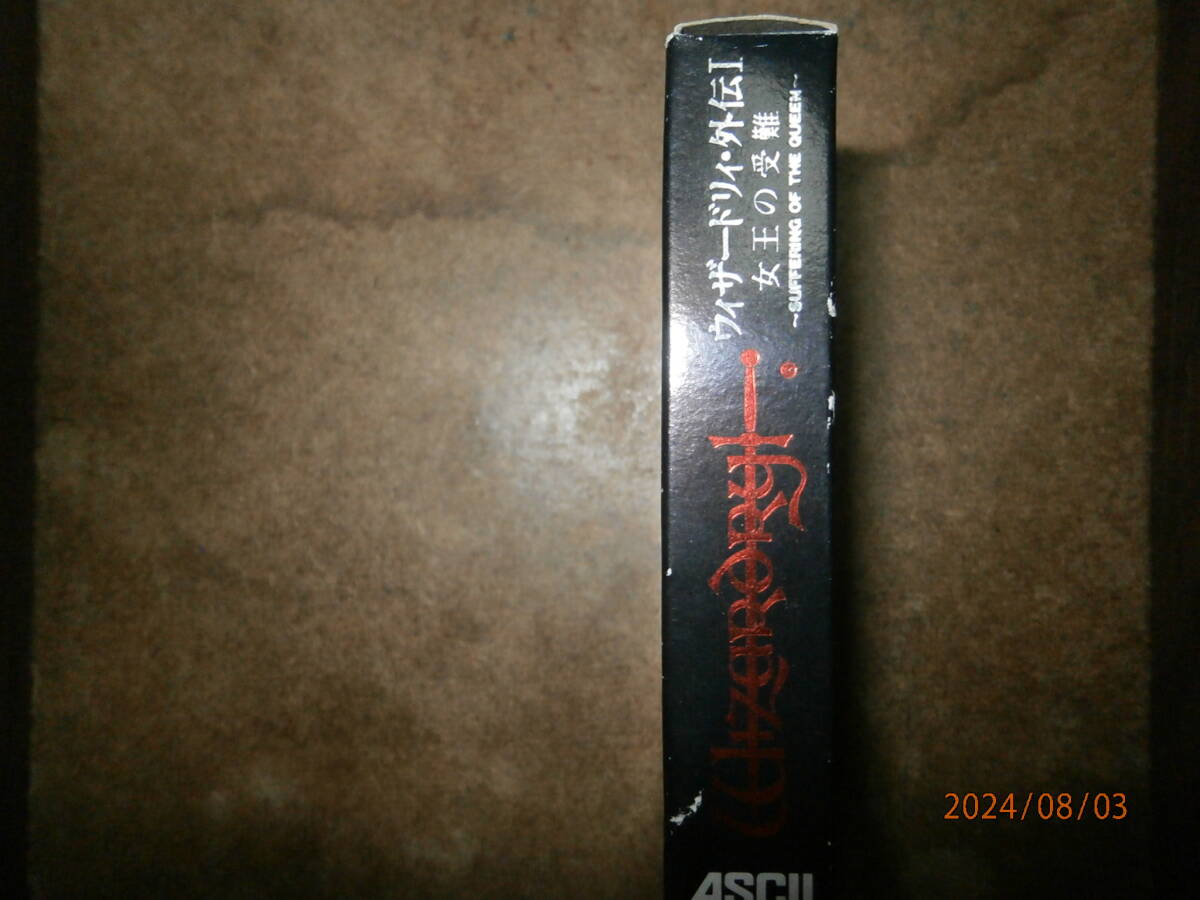 ウィザードリィ・外伝I
女王の受難
~SUFFERING OF THE QUEEN~
Wizardry
ASCII
2024/08/03